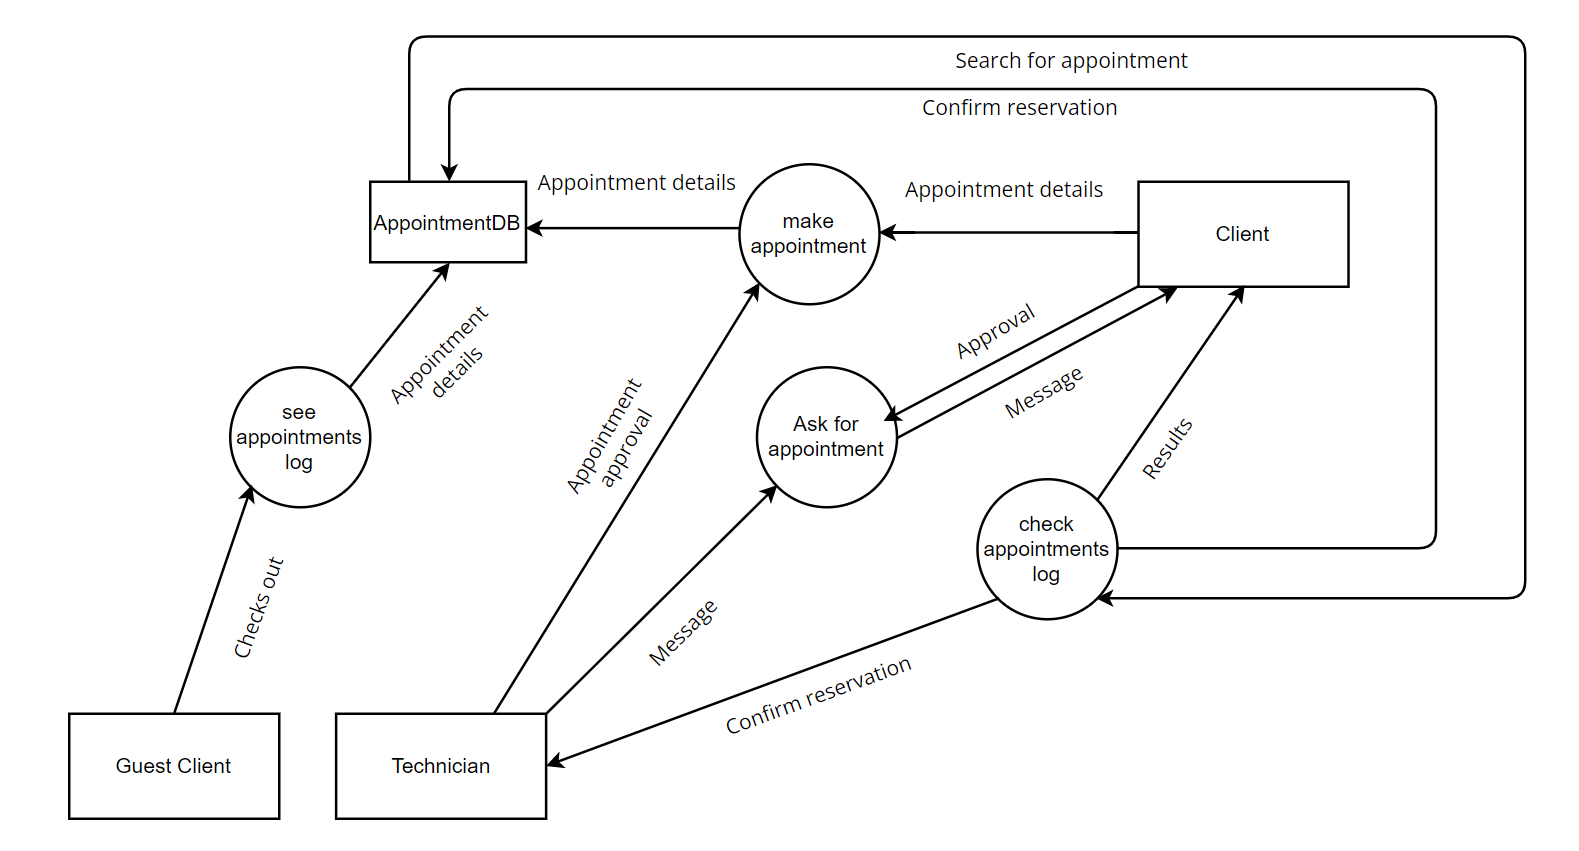 Search for appointment
Confirm reservation
Appointment details
Appointment details
AppointmentDB
make
appointment
Client
Appointment
details
Approval
Message
see
appointments
log
Appointment
approval
Ask for
appointment
Results
check
appointments
log
Checks out
Message
Confirm reservation
Guest Client
Technician